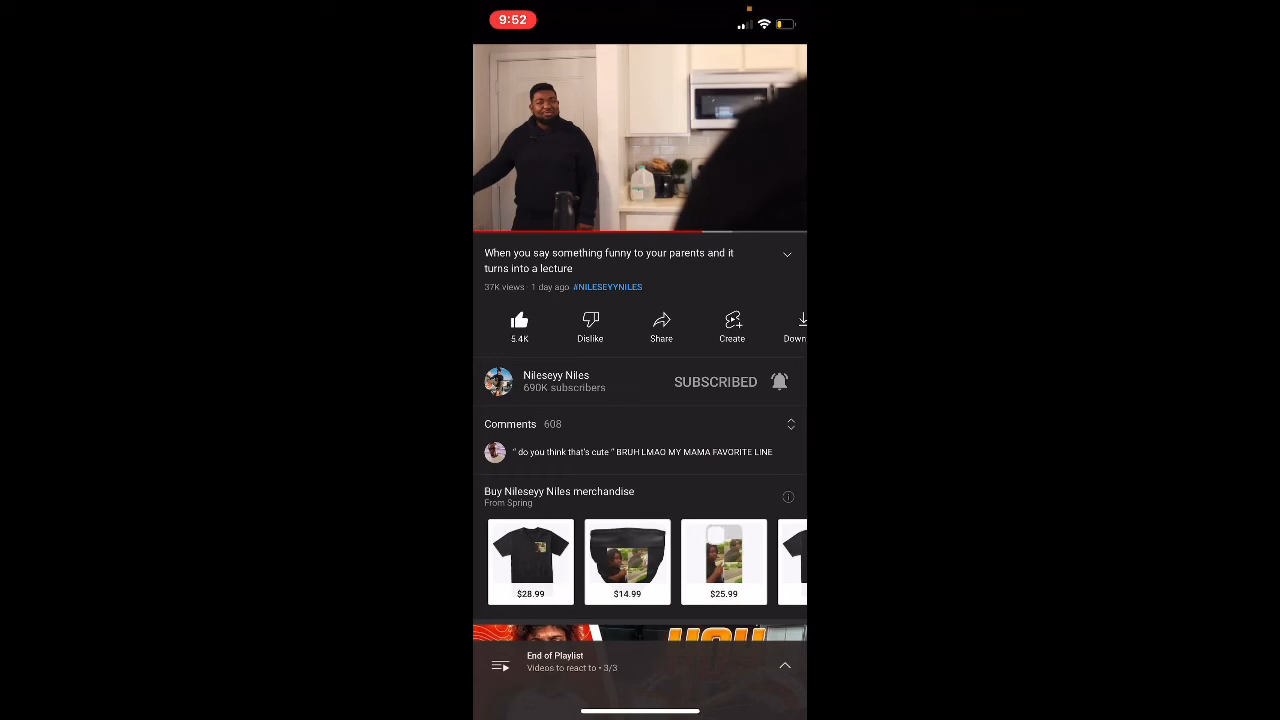 9:52
When you say something funny to your parents and it
turns into a lecture
37K views · 1 day ago #NILESEYYNILES
5.4K
Dislike
Share
Create
Down
Nileseyy Niles
690K subscribers
SUBSCRIBED
Comments 608
“ do you think that's cute “ BRUH LMAO MY MAMA FAVORITE LINE
Buy Nileseyy Niles merchandise
From Spring
$28.99
$14.99
$25.99
End of Playlist
Videos to react to • 3/3